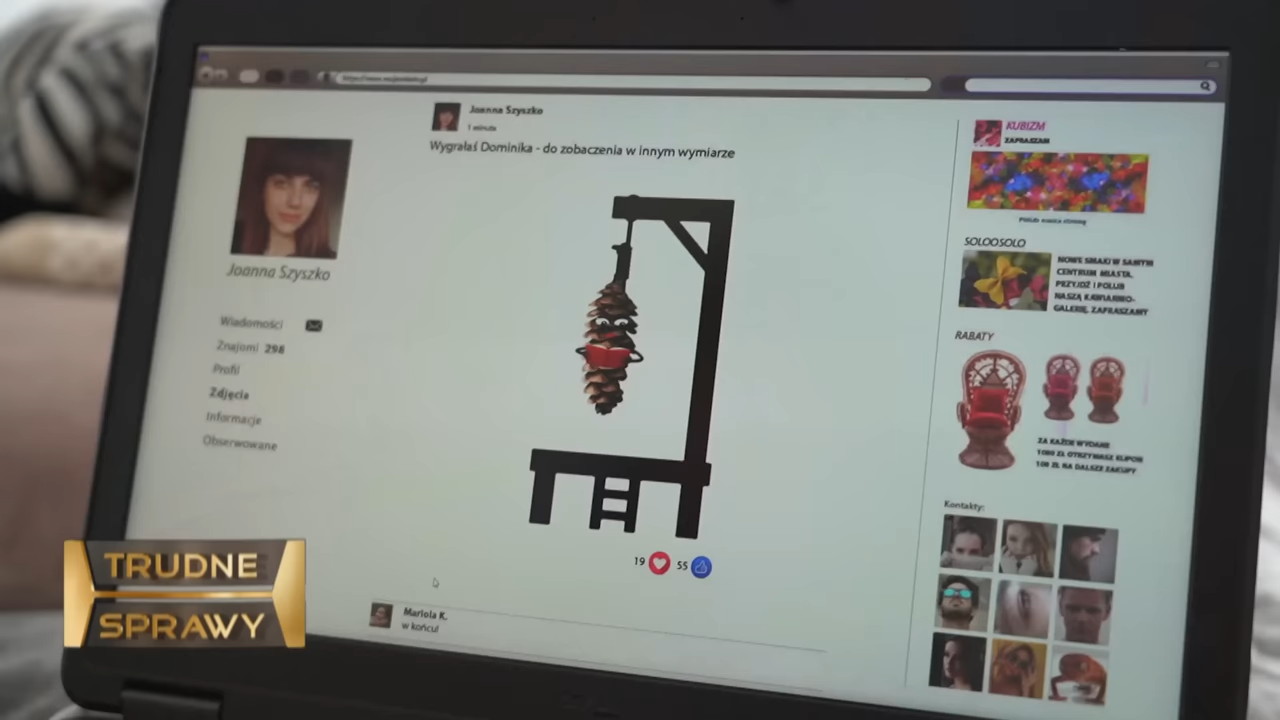 Joanna Szyszko
1 minuta
Wygrałaś Dominika - do zobaczenia w innym wymiarze
Joanna Szyszko
Wiadomości
Znajomi 298
Profil
Zdjęcia
Informacje
Obserwowane
19 55
Mariola K.
w końcu!
KUBIZM
ZAPRASZAM
SOLOOSOLO
NOWE SMAKI W SAMYM
CENTRUM MIASTA.
PRZYJDŹ I POLUB
NASZĄ KAWIARNIO-
GALERIĘ. ZAPRASZAMY
RABATY
ZA KAŻDE WYDANE
1000 ZŁ OTRZYMASZ KUPON
100 ZŁ NA DALSZE ZAKUPY
Kontakty:
TRUDNE
SPRAWY